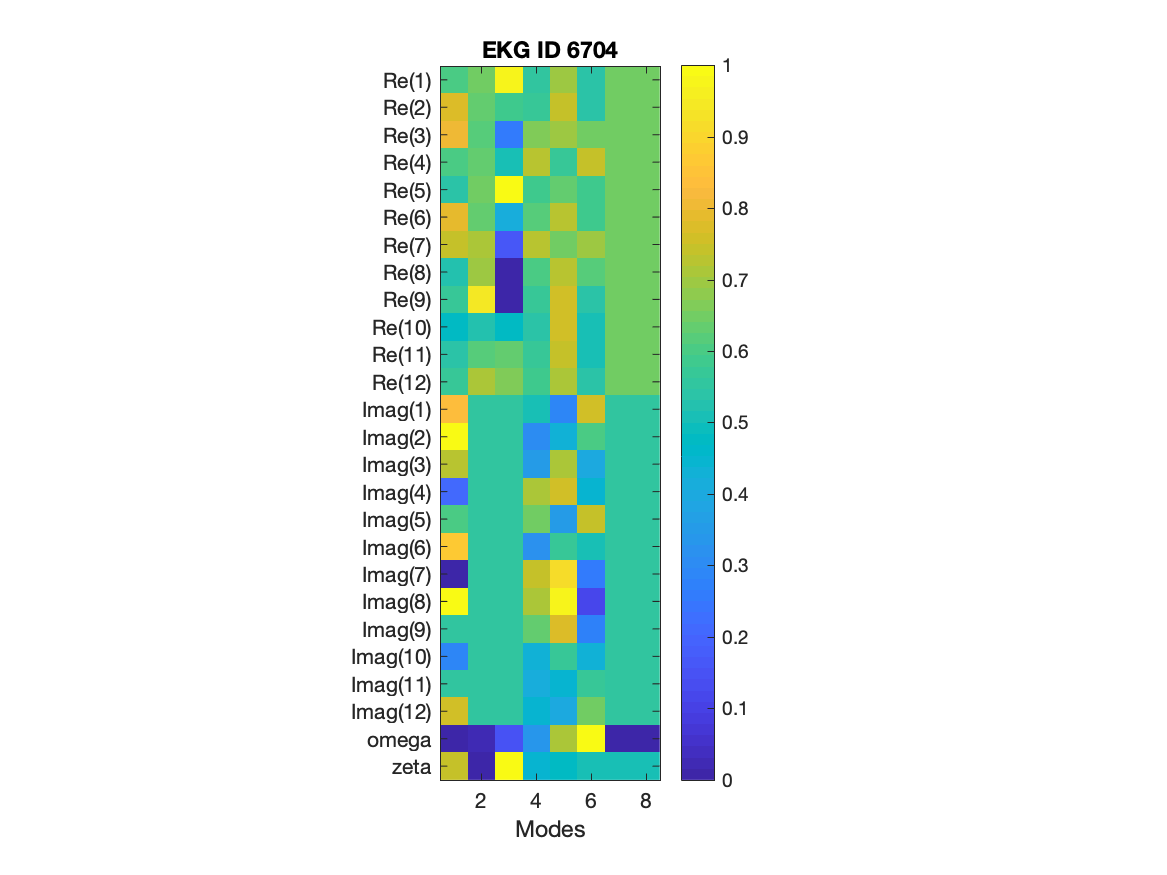 EKG ID 6704
Re(1)
Re(2)
Re(3)
Re(4)
Re(5)
Re(6)
Re(7)
Re(8)
Re(9)
Re(10)
Re(11)
Re(12)
Imag(1)
Imag(2)
Imag(3)
Imag(4)
Imag(5)
Imag(6)
Imag(7)
Imag(8)
Imag(9)
Imag(10)
Imag(11)
Imag(12)
omega
zeta
2 4 6 8
Modes
1
0.9
0.8
0.7
0.6
0.5
0.4
0.3
0.2
0.1
0